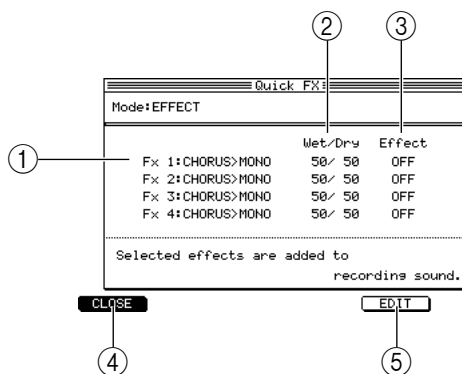 ② ③
Quick FX
Mode:EFFECT
Wet/Dry Effect
① Fx 1:CHORUS>MONO 50/ 50 OFF
Fx 2:CHORUS>MONO 50/ 50 OFF
Fx 3:CHORUS>MONO 50/ 50 OFF
Fx 4:CHORUS>MONO 50/ 50 OFF
Selected effects are added to
recording sound.
CLOSE EDIT
④ ⑤